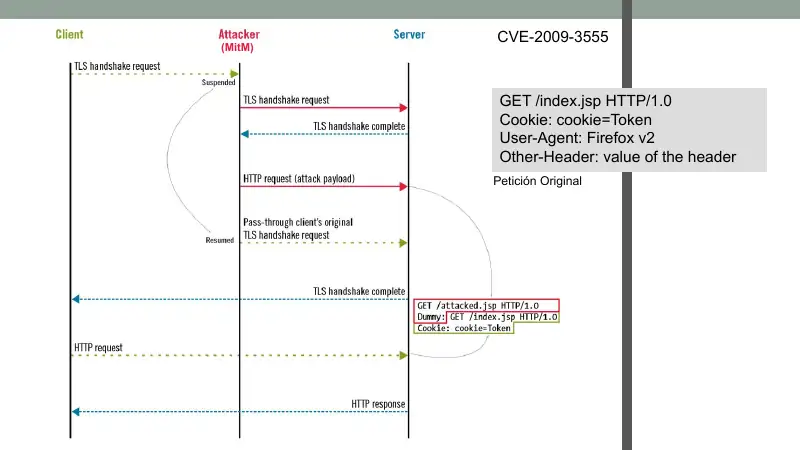 Client
Attacker
(MitM)
Server
CVE-2009-3555
TLS handshake request
Suspended
GET /index.jsp HTTP/1.0
Cookie: cookie=Token
User-Agent: Firefox v2
Other-Header: value of the header
TLS handshake request
TLS handshake complete
HTTP request (attack payload)
Petición Original
Pass-through client's original
TLS handshake request
Resumed
TLS handshake complete
GET /attacked.jsp HTTP/1.0
Dummy: GET /index.jsp HTTP/1.0
Cookie: cookie=Token
HTTP request
HTTP response